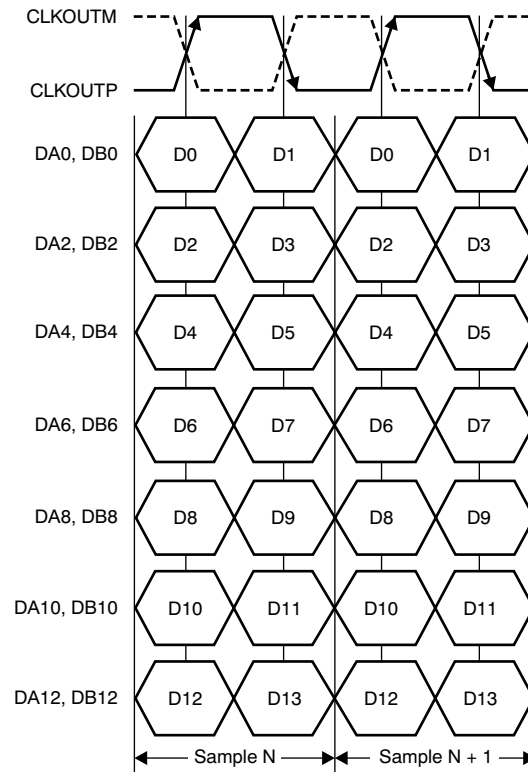 CLKOUTM
CLKOUTP
DA0, DB0 D0 D1 D0 D1
DA2, DB2 D2 D3 D2 D3
DA4, DB4 D4 D5 D4 D5
DA6, DB6 D6 D7 D6 D7
DA8, DB8 D8 D9 D8 D9
DA10, DB10 D10 D11 D10 D11
DA12, DB12 D12 D13 D12 D13
Sample N Sample N + 1